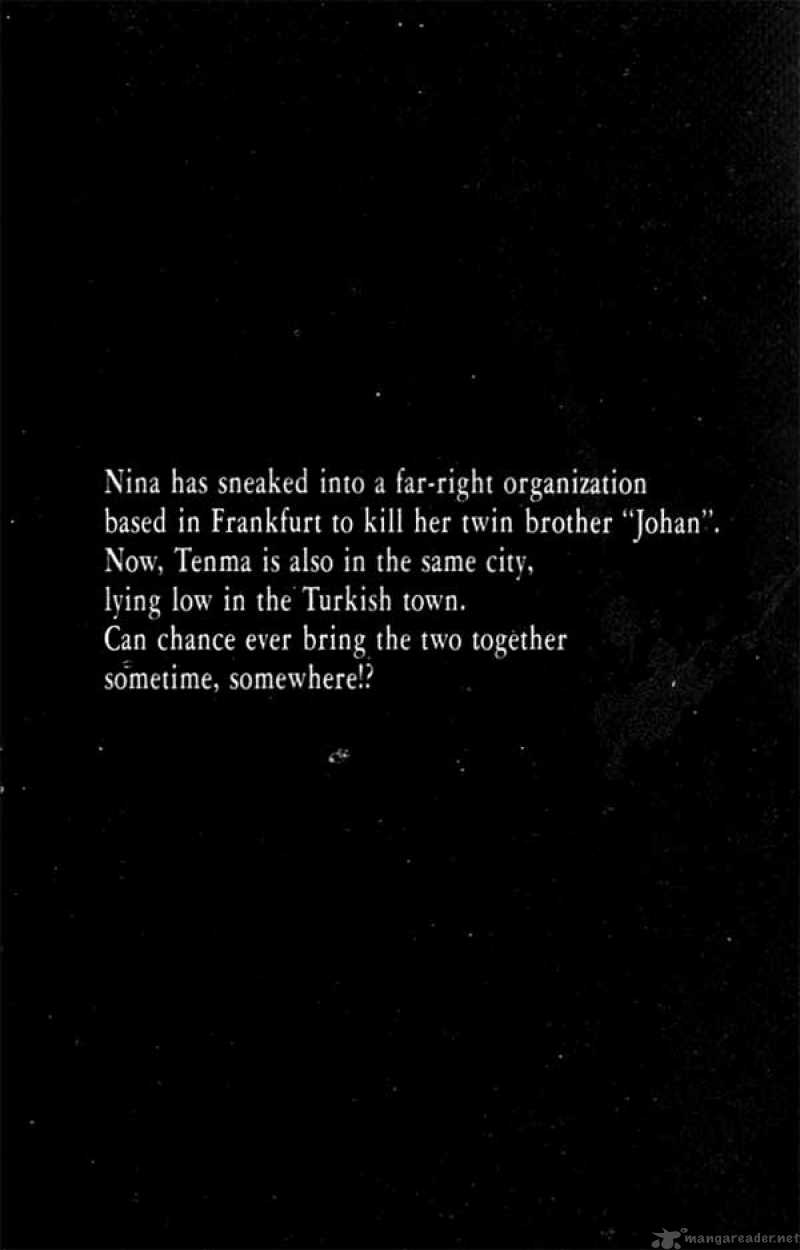 Nina has sneaked into a far-right organization
based in Frankfurt to kill her twin brother “Johan”.
Now, Tenma is also in the same city,
lying low in the Turkish town.
Can chance ever bring the two together
sometime, somewhere!?
mangareader.net